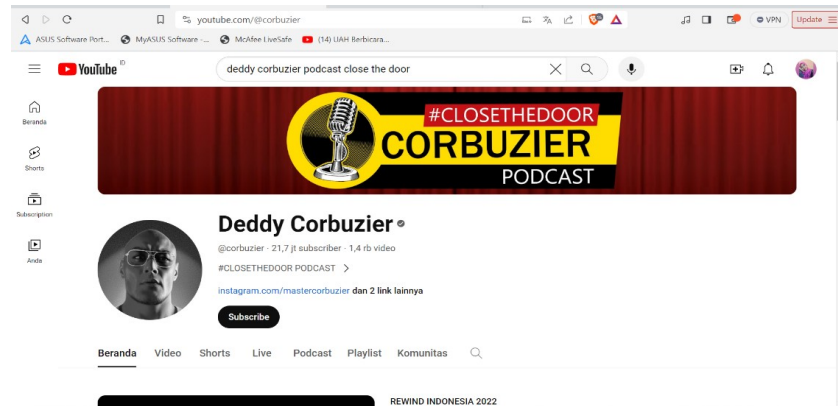 youtube.com/@corbuzier
VPN
Update
ASUS Software Port...
MyASUS Software -...
McAfee LiveSafe
(14) UAH Berbicara...
YouTube ID
deddy corbuzier podcast close the door
Beranda
Shorts
Subscription
Anda
#CLOSETHEDOOR
CORBUZIER
PODCAST
Deddy Corbuzier
@corbuzier · 21,7 jt subscriber · 1,4 rb video
#CLOSETHEDOOR PODCAST >
instagram.com/mastercorbuzier dan 2 link lainnya
Subscribe
Beranda Video Shorts Live Podcast Playlist Komunitas
REWIND INDONESIA 2022